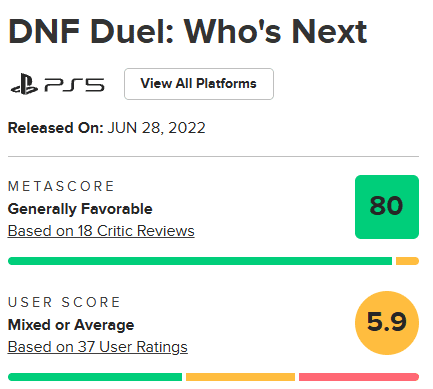 DNF Duel: Who's Next
PS5 View All Platforms
Released On: JUN 28, 2022
METASCORE
Generally Favorable
80
Based on 18 Critic Reviews
USER SCORE
Mixed or Average
5.9
Based on 37 User Ratings